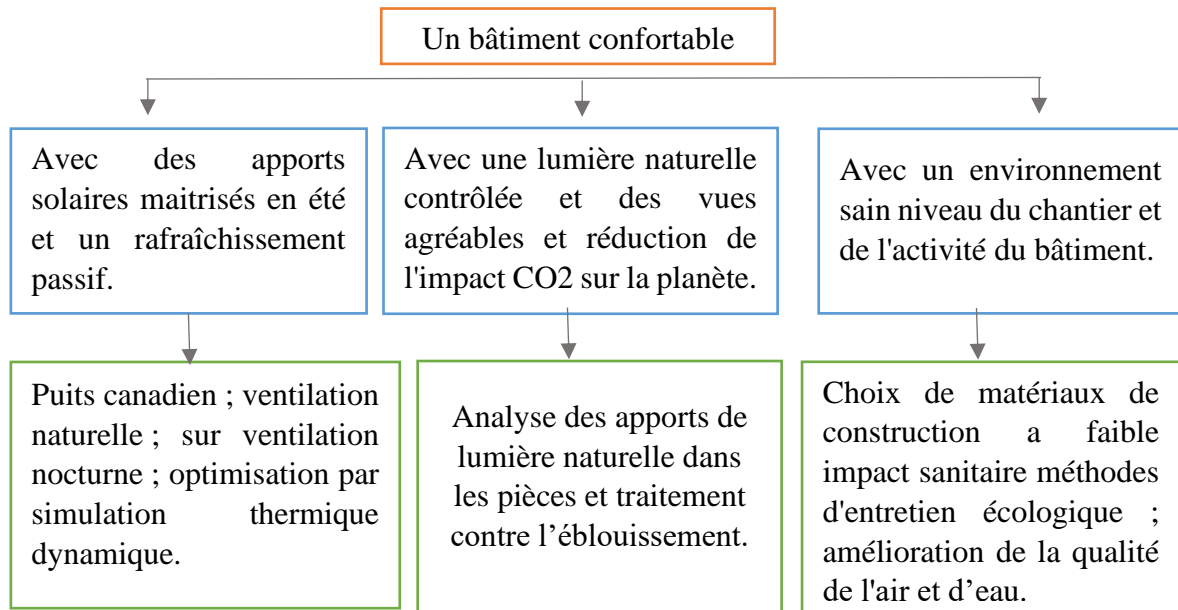 Un bâtiment confortable
Avec des apports
solaires maitrisés en été
et un rafraîchissement
passif.
Avec une lumière naturelle
contrôlée et des vues
agréables et réduction de
l'impact CO2 sur la planète.
Avec un environnement
sain niveau du chantier et
de l'activité du bâtiment.
Puits canadien ; ventilation
naturelle ; sur ventilation
nocturne ; optimisation par
simulation thermique
dynamique.
Analyse des apports de
lumière naturelle dans
les pièces et traitement
contre l’éblouissement.
Choix de matériaux de
construction a faible
impact sanitaire méthodes
d'entretien écologique ;
amélioration de la qualité
de l'air et d’eau.